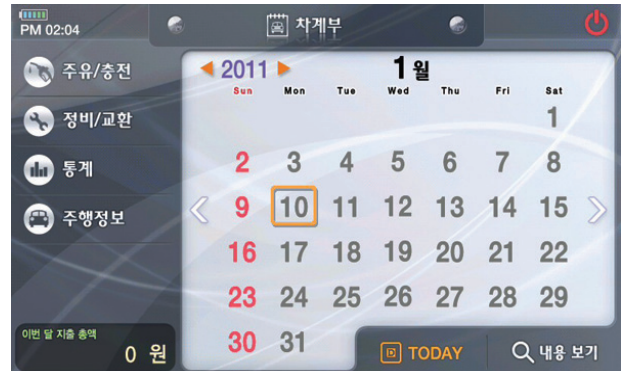 PM 02:04
차계부
주유/충전
정비/교환
통계
주행정보
이번 달 지출 총액
0 원
2011
1월
Sun Mon Tue Wed Thu Fri Sat
1
2 3 4 5 6 7 8
9 10 11 12 13 14 15
16 17 18 19 20 21 22
23 24 25 26 27 28 29
30 31
TODAY
내용 보기